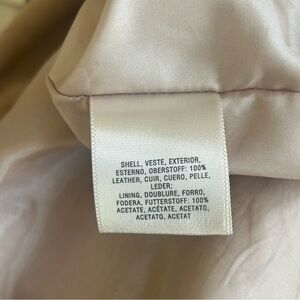 SHELL, VESTE, EXTERIOR,
ESTERNO, OBERSTOFF: 100%
LEATHER, CUIR, CUERO, PELLE,
LEDER;
LINING, DOUBLURE, FORRO,
FODERA, FUTTERSTOFF: 100%
ACETATE, ACÉTATE, ACETATO,
ACETATO, ACETAT